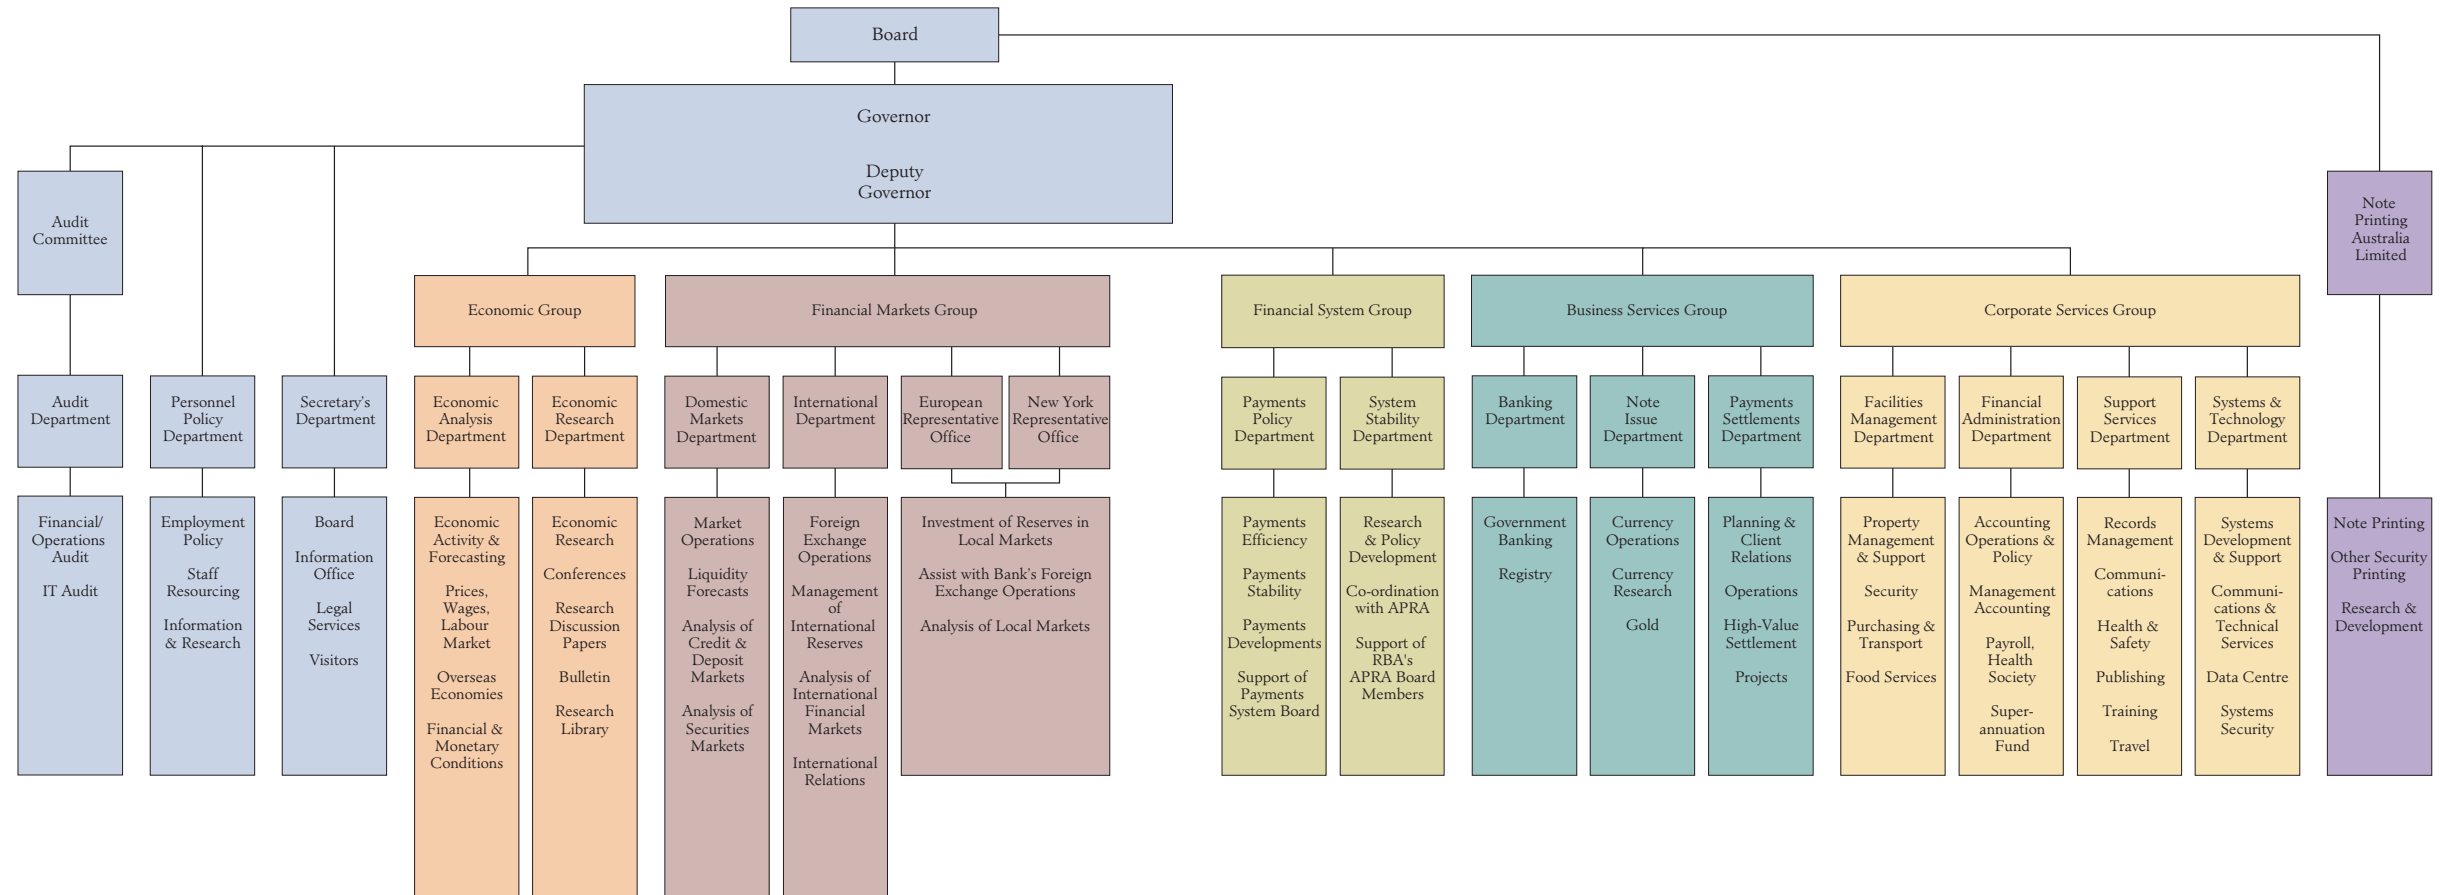 Board
Governor
Deputy
Governor
Audit
Committee
Note
Printing
Australia
Limited
Economic Group
Financial Markets Group
Financial System Group
Business Services Group
Corporate Services Group
Audit
Department
Personnel
Policy
Department
Secretary's
Department
Economic
Analysis
Department
Economic
Research
Department
Domestic
Markets
Department
International
Department
European
Representative
Office
New York
Representative
Office
Payments
Policy
Department
System
Stability
Department
Banking
Department
Note
Issue
Department
Payments
Settlements
Department
Facilities
Management
Department
Financial
Administration
Department
Support
Services
Department
Systems &
Technology
Department
Financial/
Operations
Audit
IT Audit
Employment
Policy
Staff
Resourcing
Information
& Research
Board
Information
Office
Legal
Services
Visitors
Economic
Activity &
Forecasting
Prices,
Wages,
Labour
Market
Overseas
Economies
Financial &
Monetary
Conditions
Economic
Research
Conferences
Research
Discussion
Papers
Bulletin
Research
Library
Market
Operations
Liquidity
Forecasts
Analysis of
Credit &
Deposit
Markets
Analysis of
Securities
Markets
Foreign
Exchange
Operations
Management
of
International
Reserves
Analysis of
International
Financial
Markets
International
Relations
Investment of Reserves in
Local Markets
Assist with Bank's Foreign
Exchange Operations
Analysis of Local Markets
Payments
Efficiency
Payments
Stability
Payments
Developments
Support of
Payments
System Board
Research
& Policy
Development
Co-ordination
with APRA
Support of
RBA's
APRA Board
Members
Government
Banking
Registry
Currency
Operations
Currency
Research
Gold
Planning &
Client
Relations
Operations
High-Value
Settlement
Projects
Property
Management
& Support
Security
Purchasing &
Transport
Food Services
Accounting
Operations &
Policy
Management
Accounting
Payroll,
Health
Society
Super-
annuation
Fund
Records
Management
Communi-
cations
Health &
Safety
Publishing
Training
Travel
Systems
Development
& Support
Communi-
cations &
Technical
Services
Data Centre
Systems
Security
Note Printing
Other Security
Printing
Research &
Development